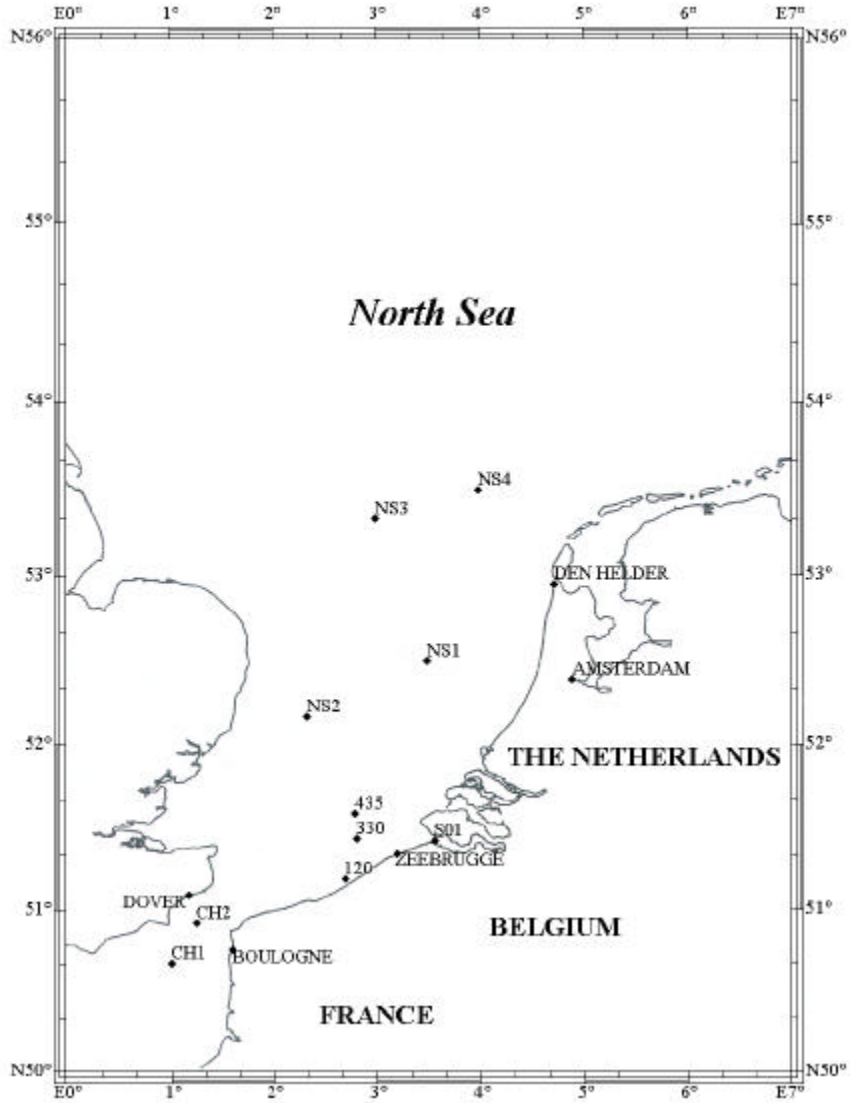 E0° 1° 2° 3° 4° 5° 6° E7°
N56° N56°
55° 55°
North Sea
54° 54°
NS4
NS3
53° DEN HELDER 53°
NS1
AMSTERDAM
NS2
52° 52°
THE NETHERLANDS
435
330 S01
ZEEBRUGGE
120
DOVER
CH2
51° 51°
BELGIUM
CH1
BOULOGNE
FRANCE
N50° N50°
E0° 1° 2° 3° 4° 5° 6° E7°